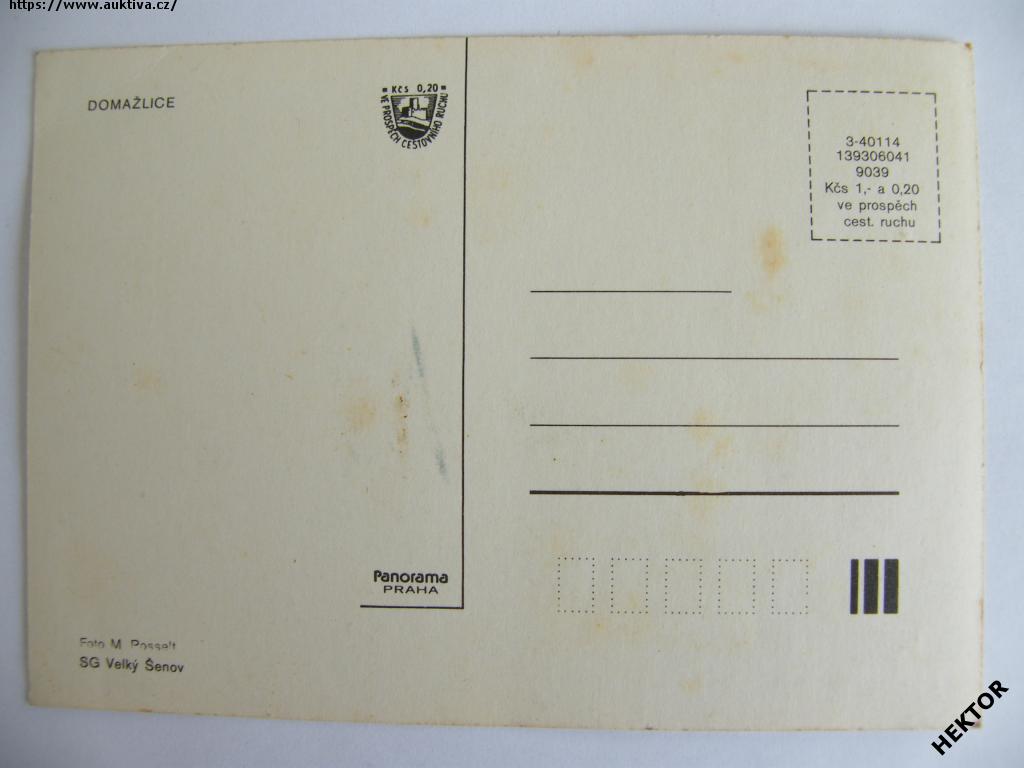 https://www.auktiva.cz/
DOMAŽLICE
Kčs 0,20
VE PROSPĚCH CESTOVNÍHO RUCHU
3-40114
139306041
9039
Kčs 1,- a 0,20
ve prospěch
cest. ruchu
Panorama
PRAHA
Foto M. Posselt
SG Velký Šenov
HEKTOR